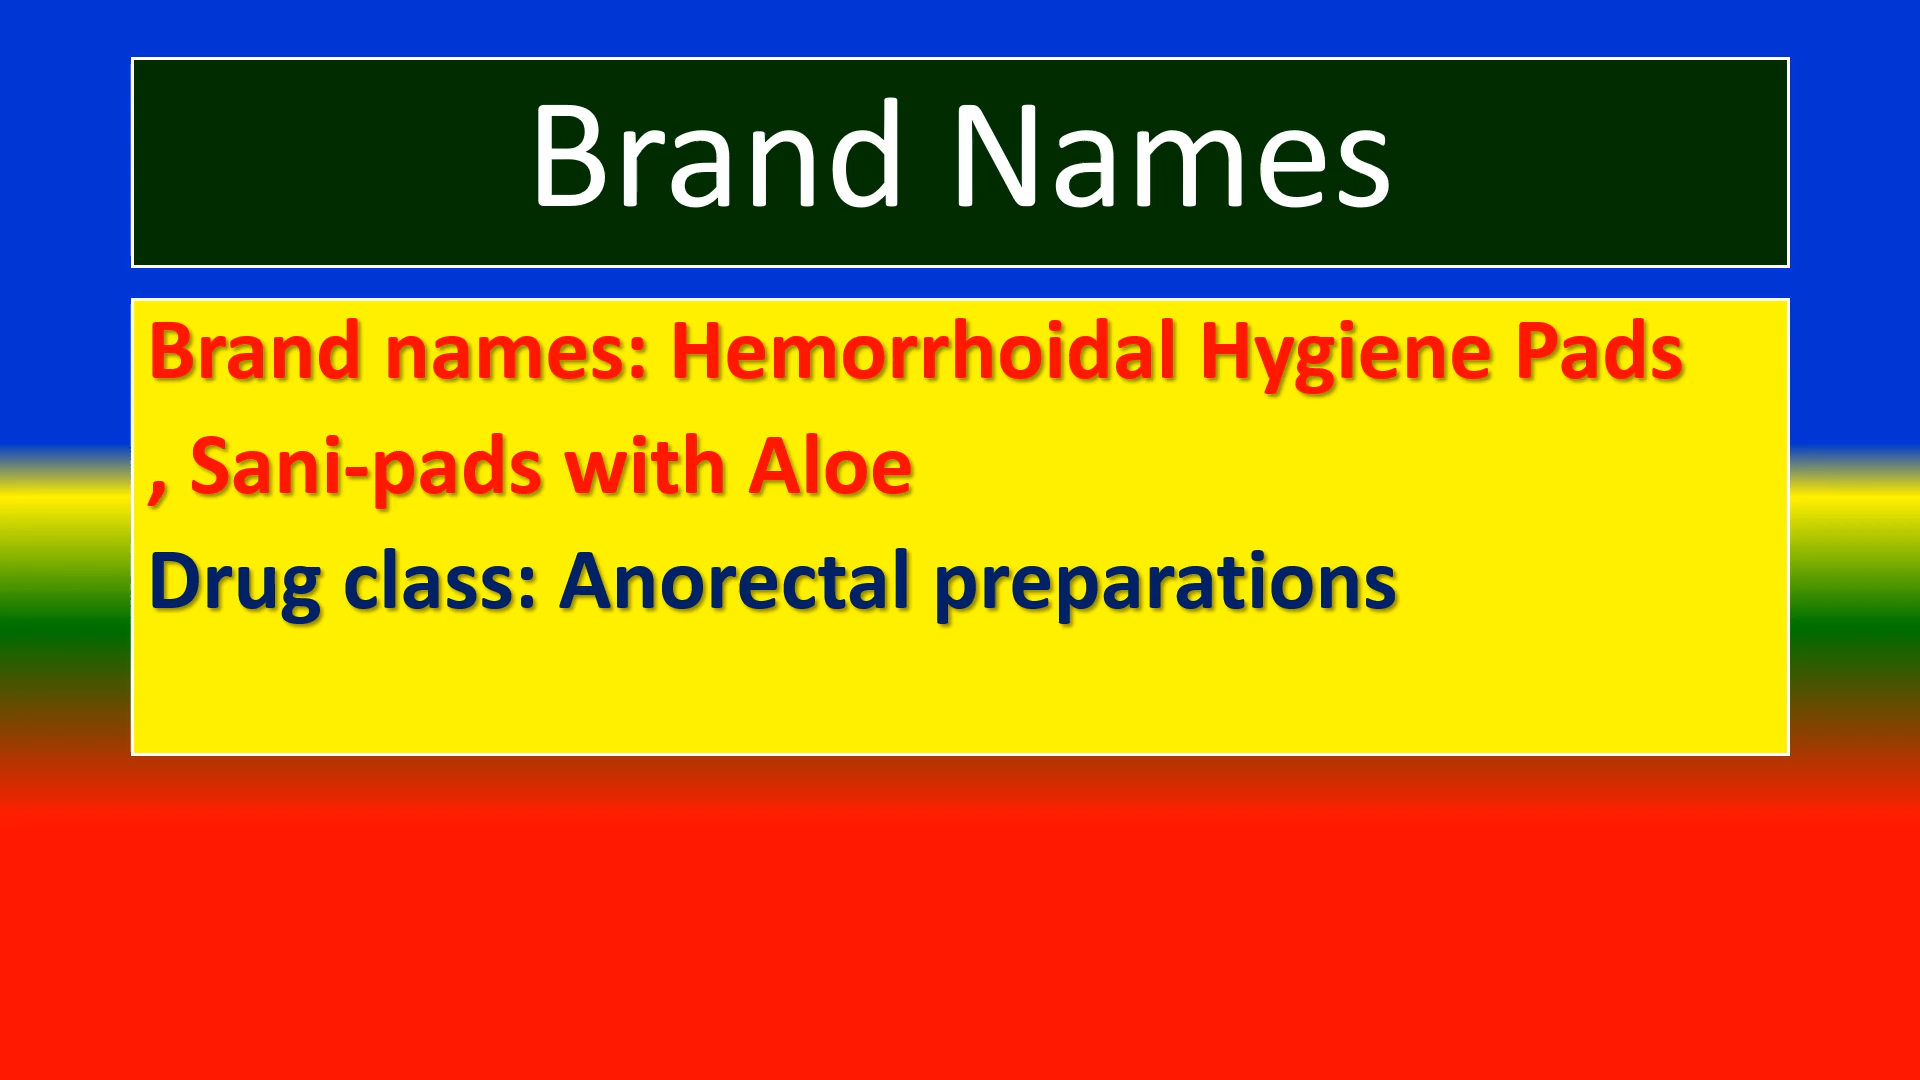 Brand Names
Brand names: Hemorrhoidal Hygiene Pads
, Sani-pads with Aloe
Drug class: Anorectal preparations